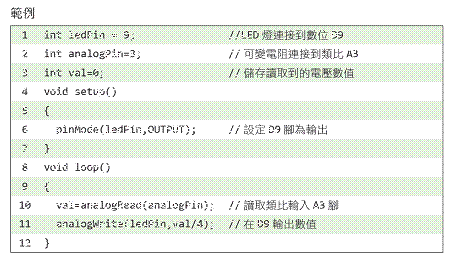 範例
1 int ledPin = 9; //LED 燈連接到數位 D9
2 int analogPin=3; // 可變電阻連接到類比 A3
3 int val=0; // 儲存讀取到的電壓數值
4 void setup()
5 {
6 pinMode(ledPin,OUTPUT); // 設定 D9 腳為輸出
7 }
8 void loop()
9 {
10 val=analogRead(analogPin); // 讀取類比輸入 A3 腳
11 analogWrite(ledPin,val/4); // 在 D9 輸出數值
12 }